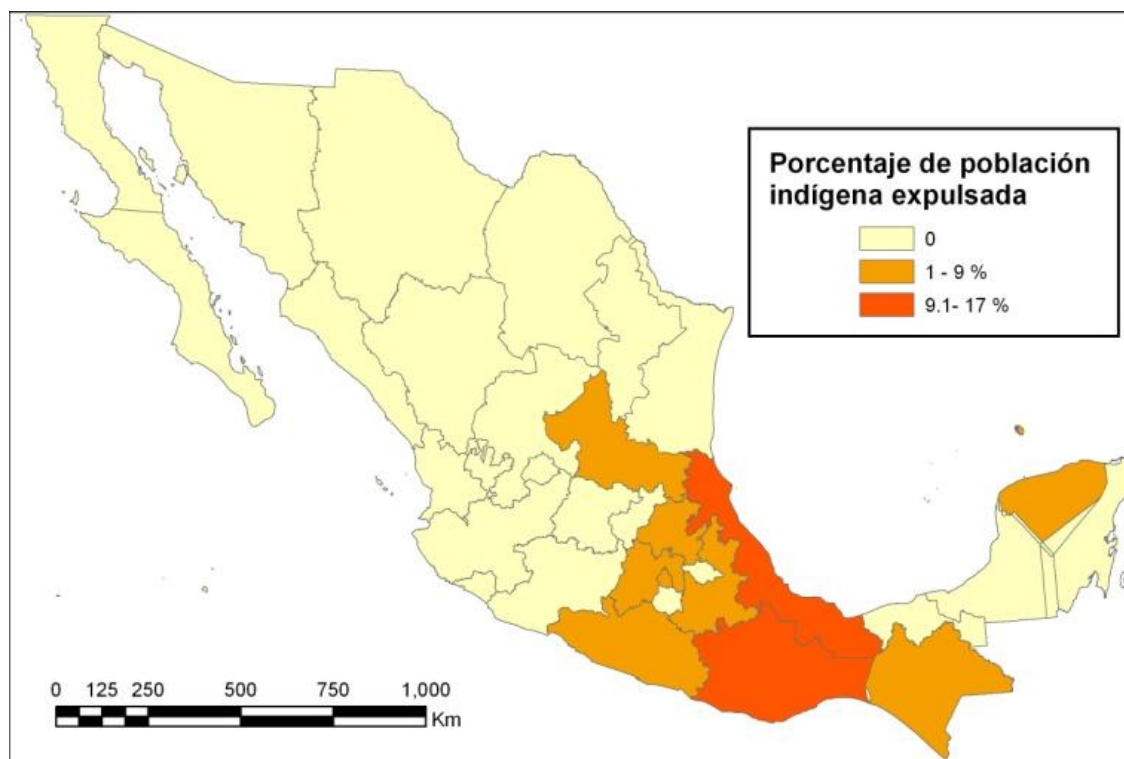 Porcentaje de población
indígena expulsada
0
1 - 9 %
9.1- 17 %
0 125 250 500 750 1,000
Km